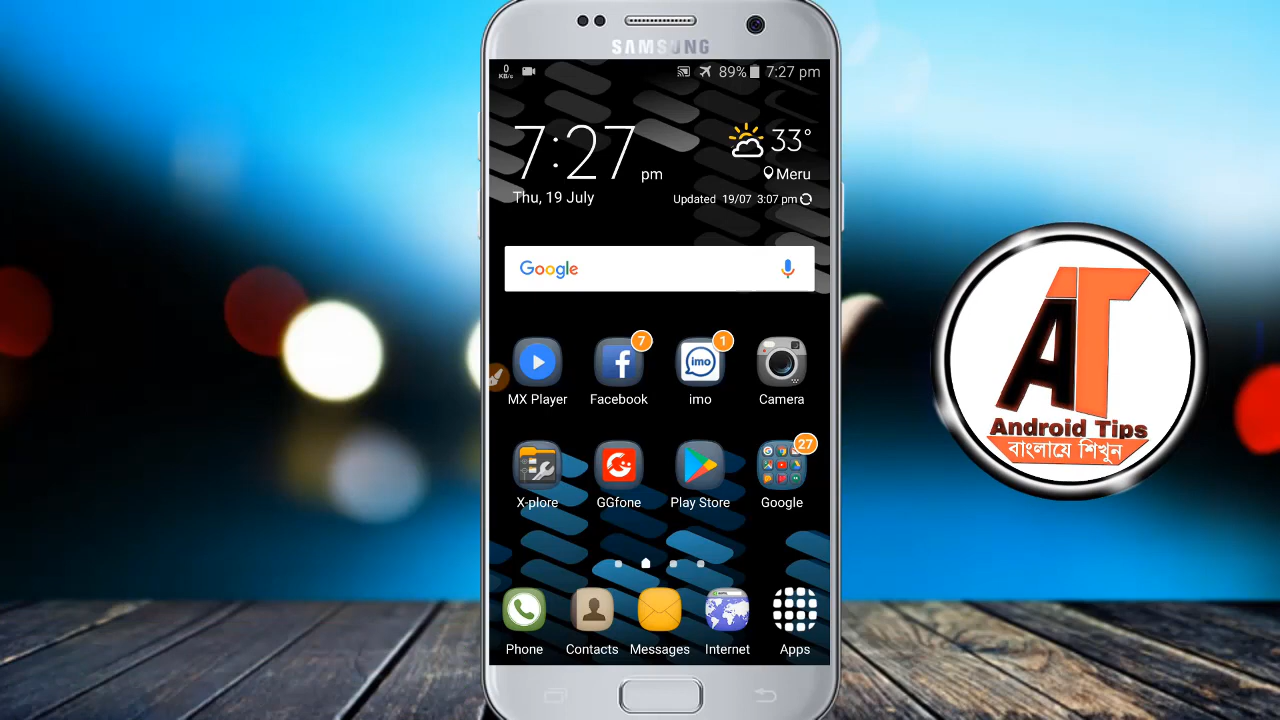 SAMSUNG
0
KB/s
89% 7:27 pm
7:27 pm
33°
Meru
Thu, 19 July
Updated 19/07 3:07 pm
Google
7
1
imo
MX Player Facebook imo Camera
27
X-plore GGfone Play Store Google
Phone Contacts Messages Internet Apps
AT
Android Tips
বাংলাযে শিখুন